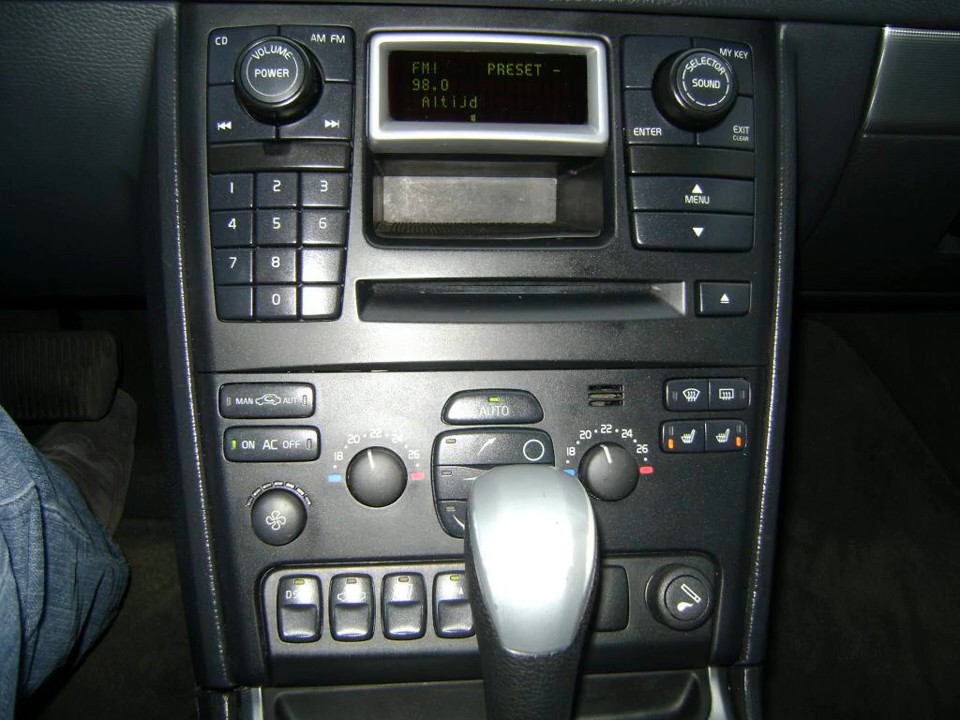 CD
VOLUME
POWER
AM FM
FM1 PRESET -
98.0
Altijd
SELECTOR
SOUND
MY KEY
ENTER
EXIT
CLEAR
1 2 3
4 5 6
7 8
0
MENU
MAN AUT
AUTO
ON AC OFF
18 20 22 24 26
18 20 22 24 26